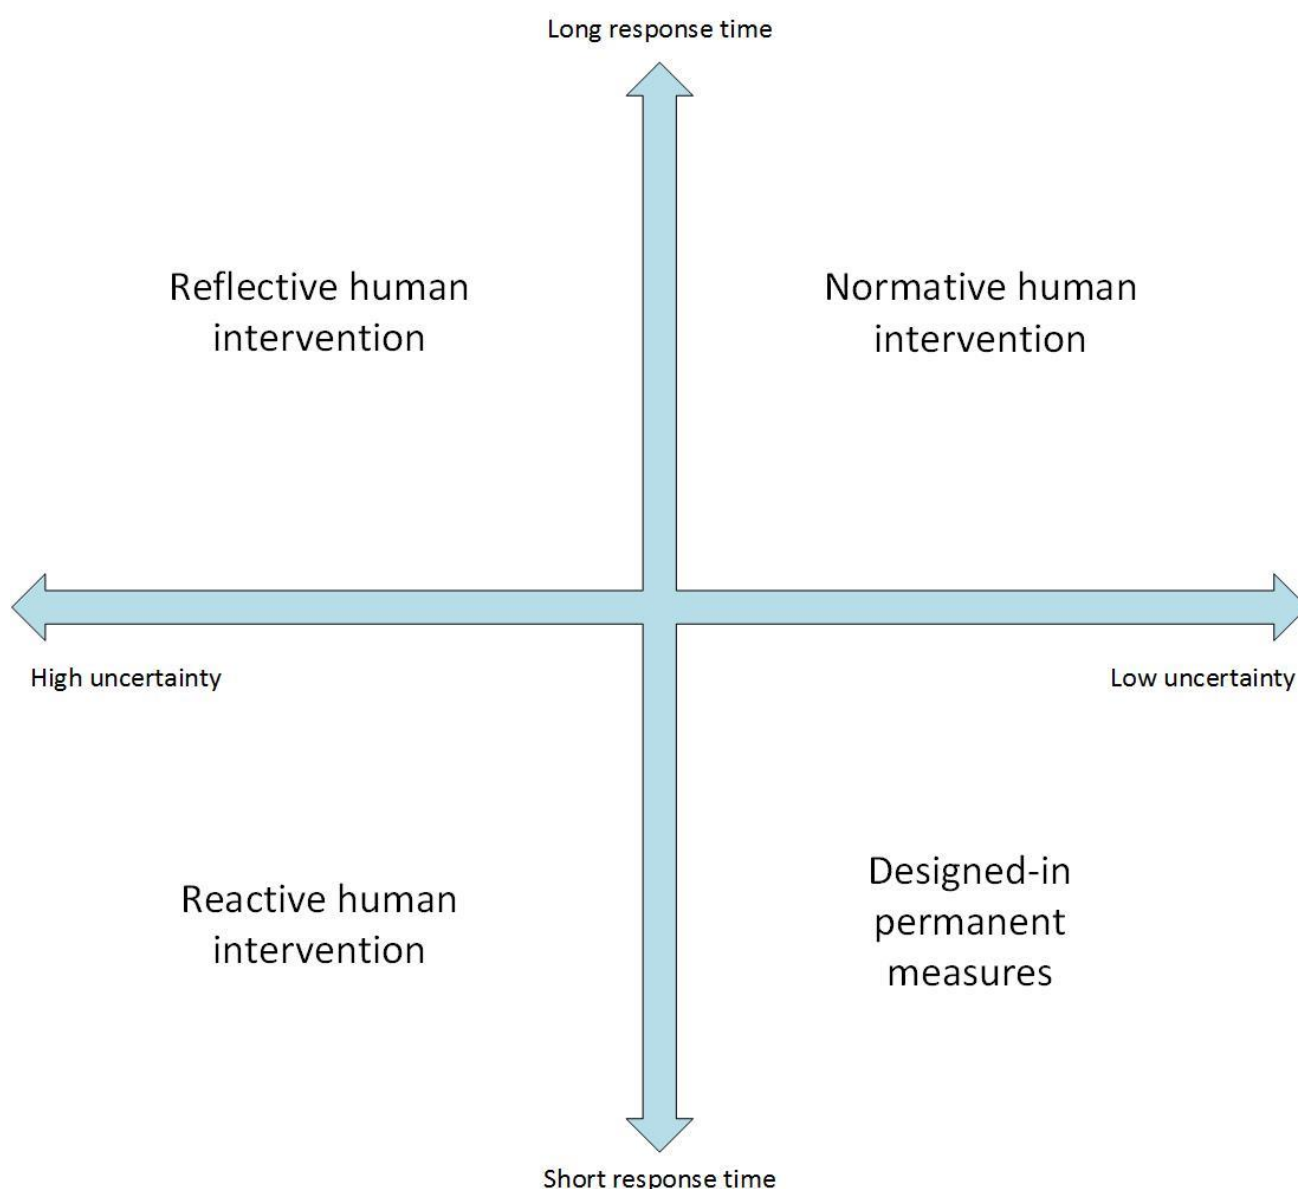 Long response time
Reflective human
intervention
Normative human
intervention
High uncertainty
Low uncertainty
Reactive human
intervention
Designed-in
permanent
measures
Short response time